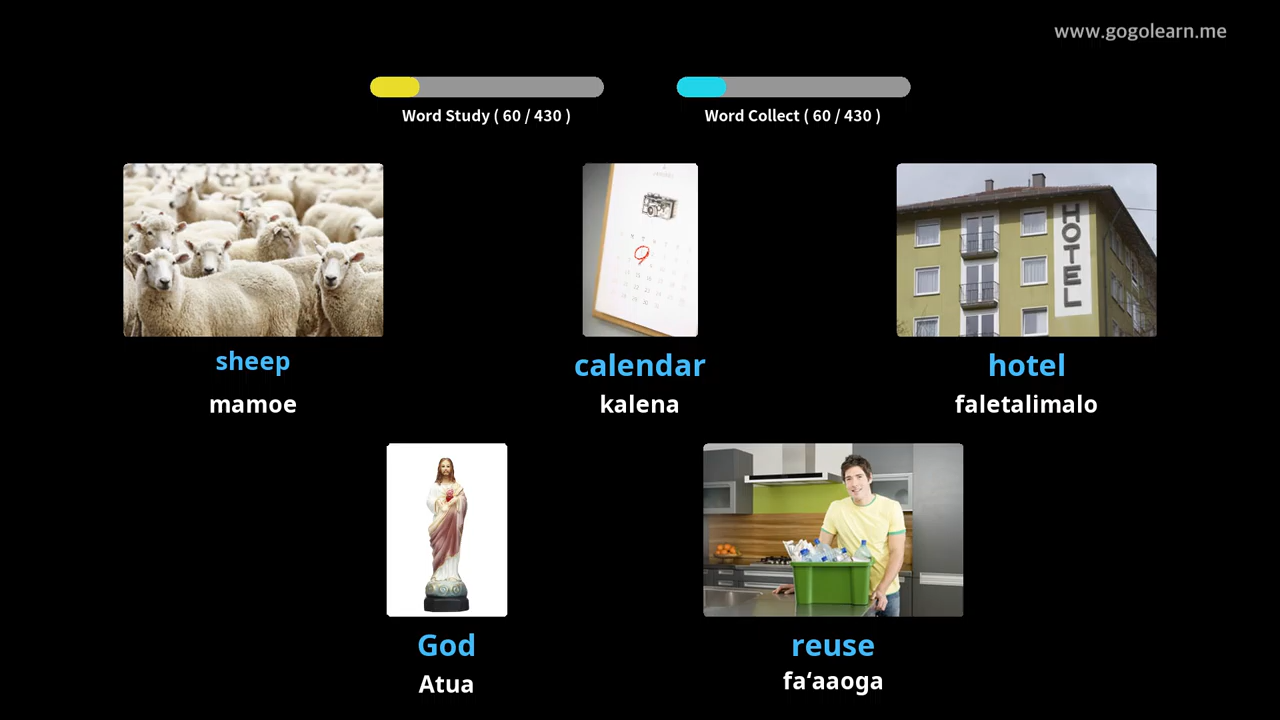 www.gogolearn.me
Word Study ( 60 / 430 )
Word Collect ( 60 / 430 )
HOTEL
sheep
calendar
hotel
mamoe
kalena
faletalimalo
God
reuse
Atua
fa‘aaoga